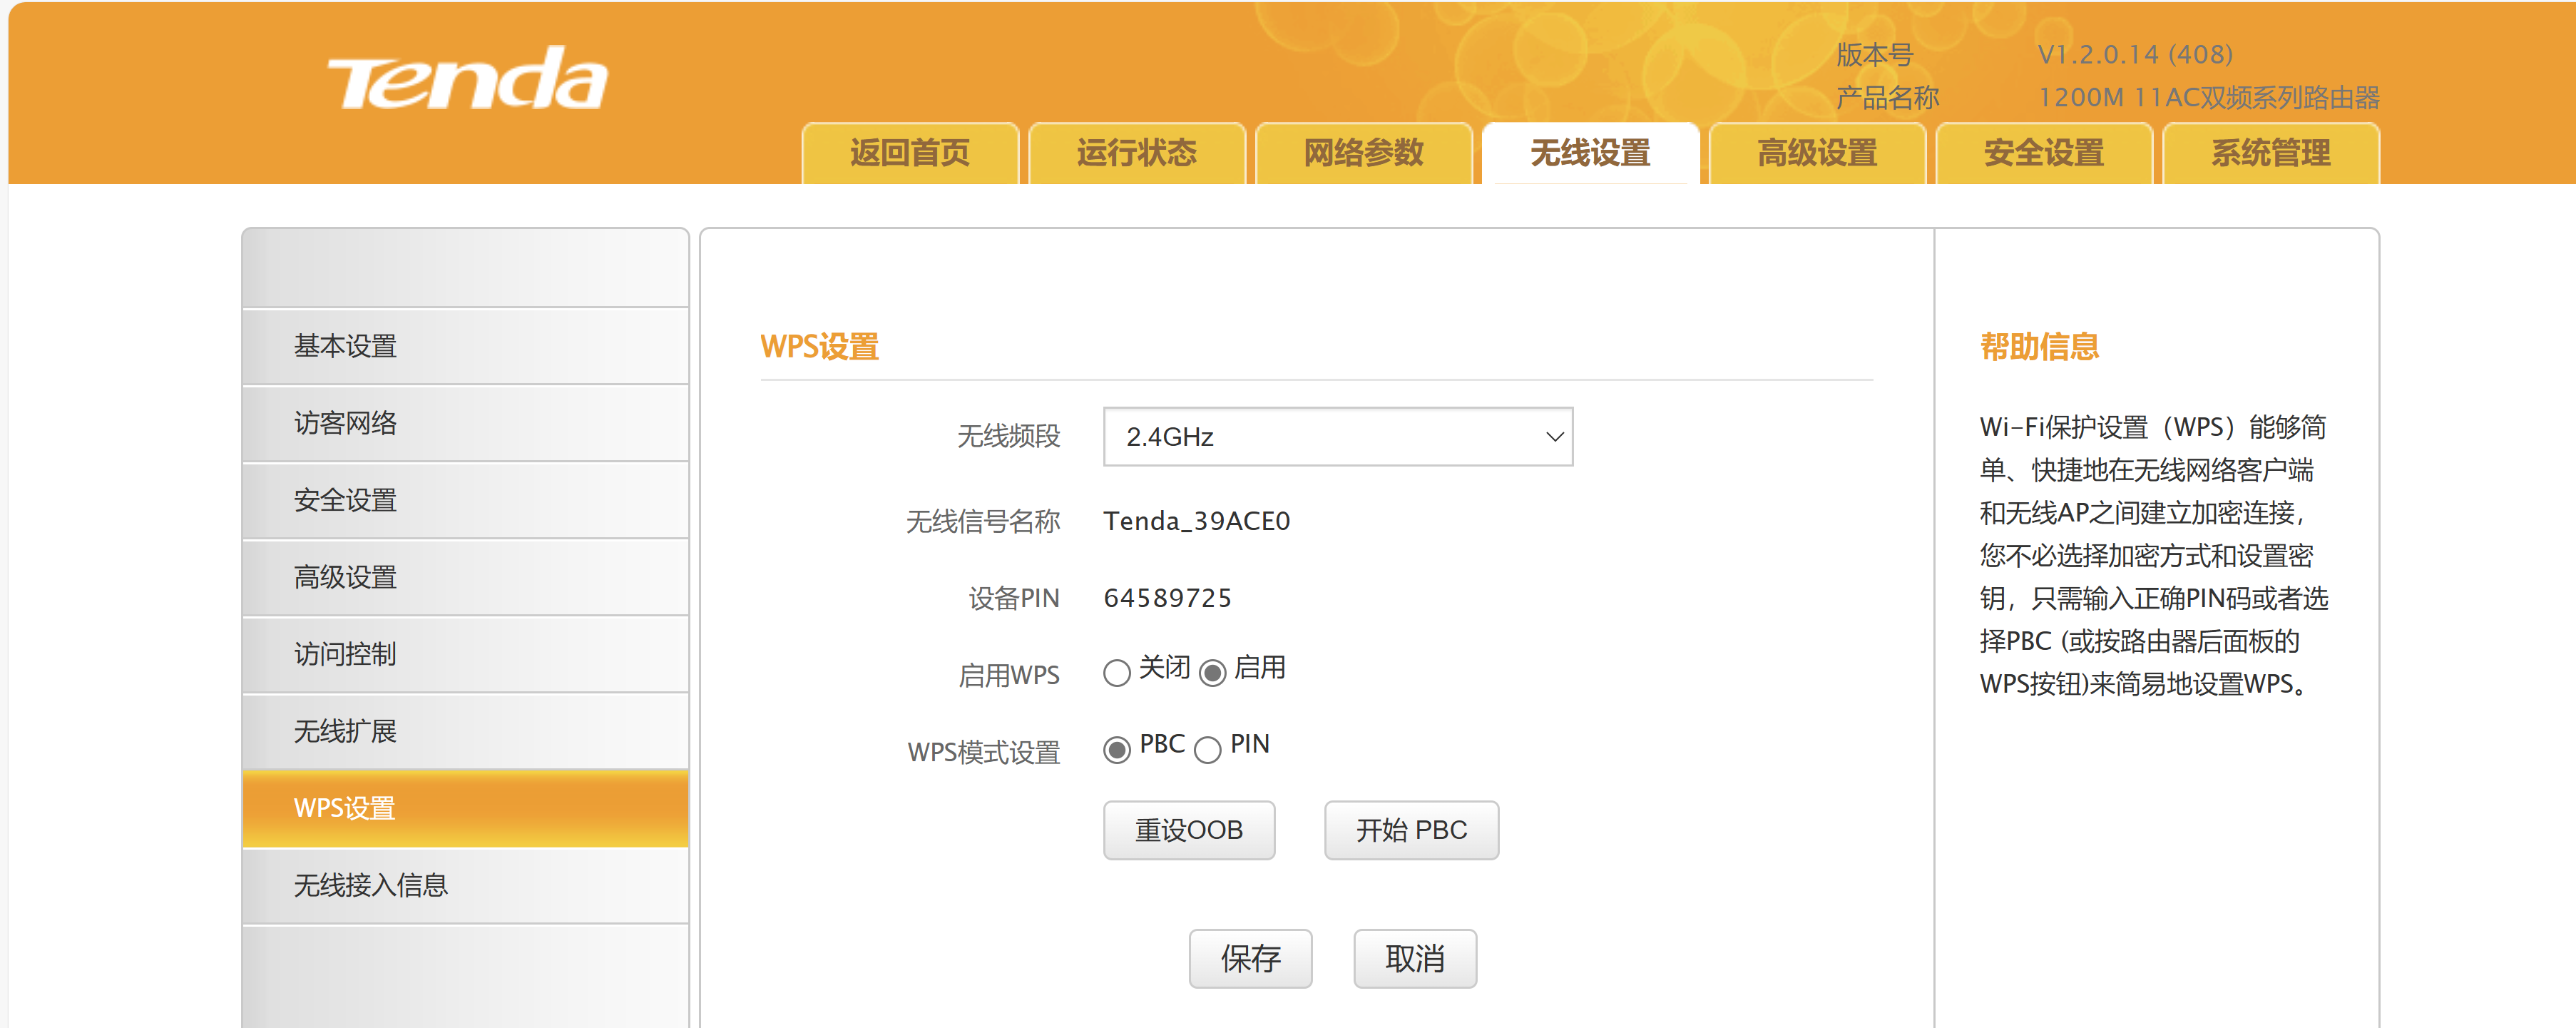 Tenda
版本号 V1.2.0.14 (408)
产品名称 1200M 11AC双频系列路由器
返回首页 运行状态 网络参数 无线设置 高级设置 安全设置 系统管理
基本设置
访客网络
安全设置
高级设置
访问控制
无线扩展
WPS设置
无线接入信息
WPS设置
无线频段 2.4GHz
无线信号名称 Tenda_39ACE0
设备PIN 64589725
启用WPS 关闭 启用
WPS模式设置 PBC PIN
重设OOB 开始 PBC
保存 取消
帮助信息
Wi-Fi保护设置（WPS）能够简
单、快捷地在无线网络客户端
和无线AP之间建立加密连接，
您不必选择加密方式和设置密
钥，只需输入正确PIN码或者选
择PBC (或按路由器后面板的
WPS按钮)来简易地设置WPS。